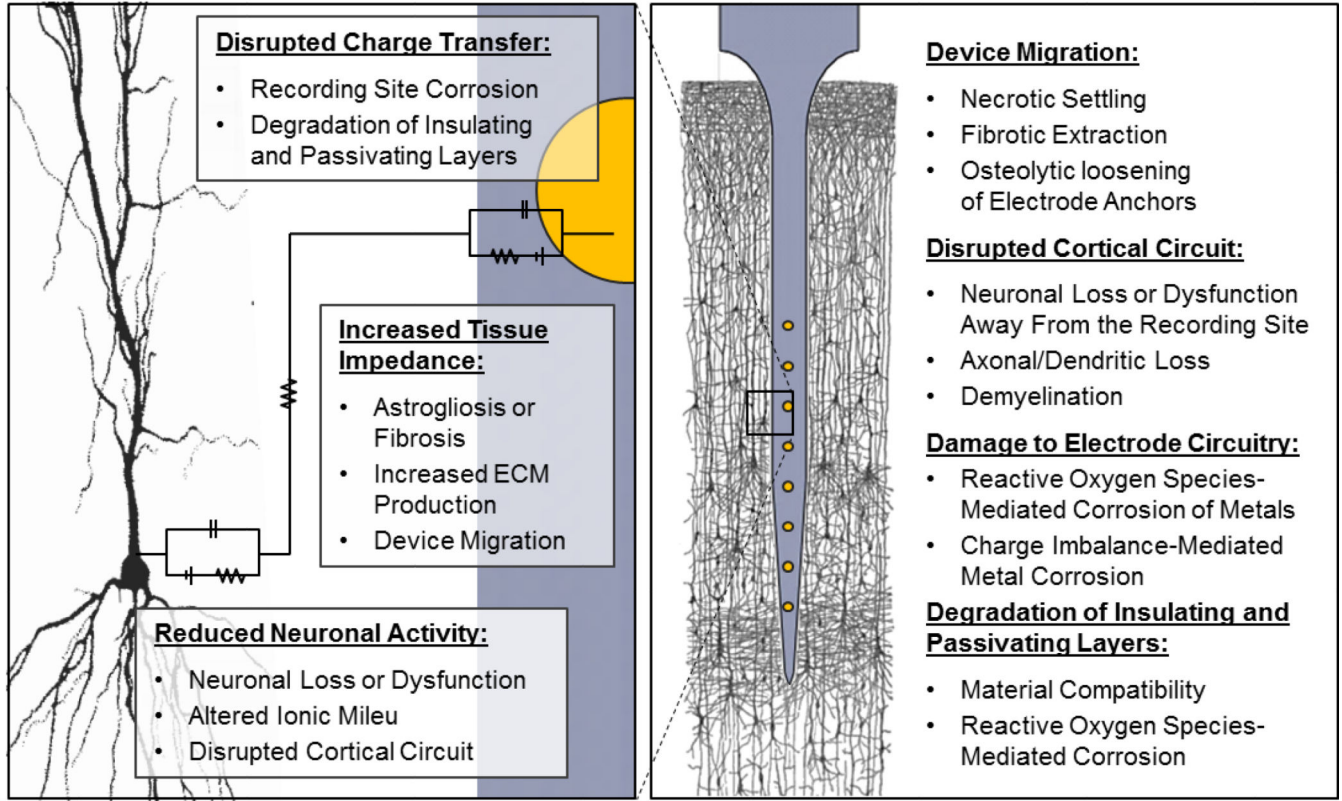 Disrupted Charge Transfer:
• Recording Site Corrosion
• Degradation of Insulating
and Passivating Layers
Increased Tissue
Impedance:
• Astrogliosis or
Fibrosis
• Increased ECM
Production
• Device Migration
Reduced Neuronal Activity:
• Neuronal Loss or Dysfunction
• Altered Ionic Mileu
• Disrupted Cortical Circuit
Device Migration:
• Necrotic Settling
• Fibrotic Extraction
• Osteolytic loosening
of Electrode Anchors
Disrupted Cortical Circuit:
• Neuronal Loss or Dysfunction
Away From the Recording Site
• Axonal/Dendritic Loss
• Demyelination
Damage to Electrode Circuitry:
• Reactive Oxygen Species-
Mediated Corrosion of Metals
• Charge Imbalance-Mediated
Metal Corrosion
Degradation of Insulating and
Passivating Layers:
• Material Compatibility
• Reactive Oxygen Species-
Mediated Corrosion